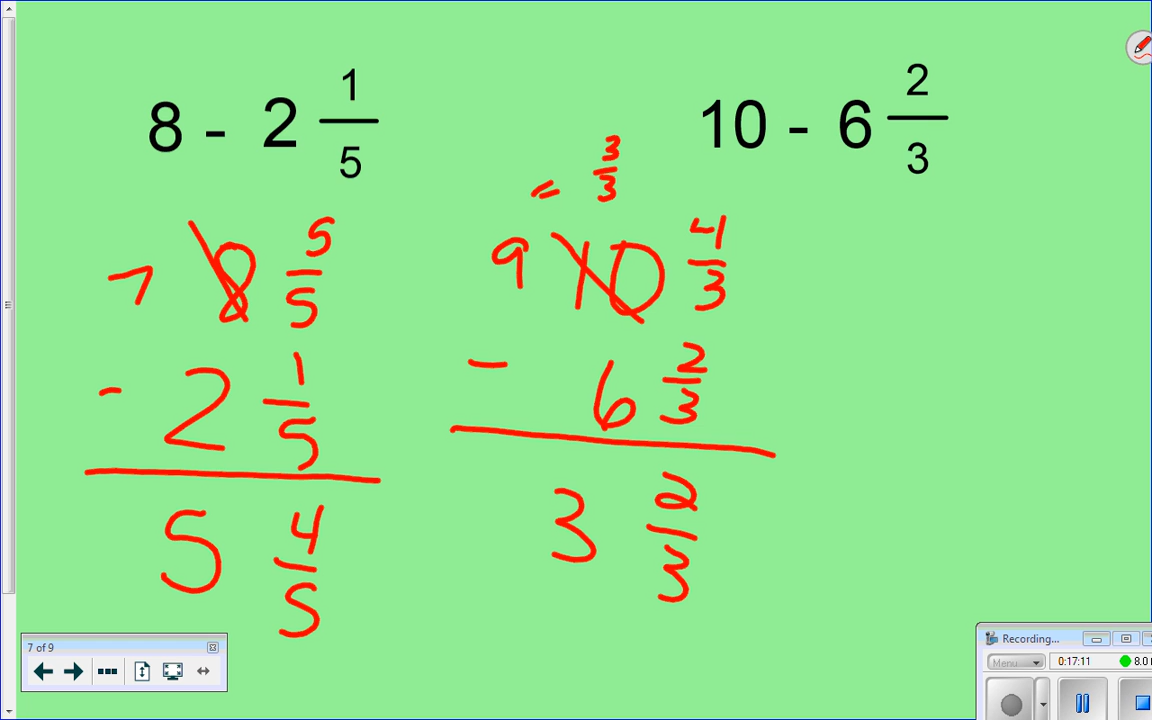 8 - 2 1/5
10 - 6 2/3
= 3/3
7 8 5/5
- 2 1/5
5 4/5
9 10 4/3
- 6 2/3
3 2/3
7 of 9
Recording...
Menu
0:17:11
8.0